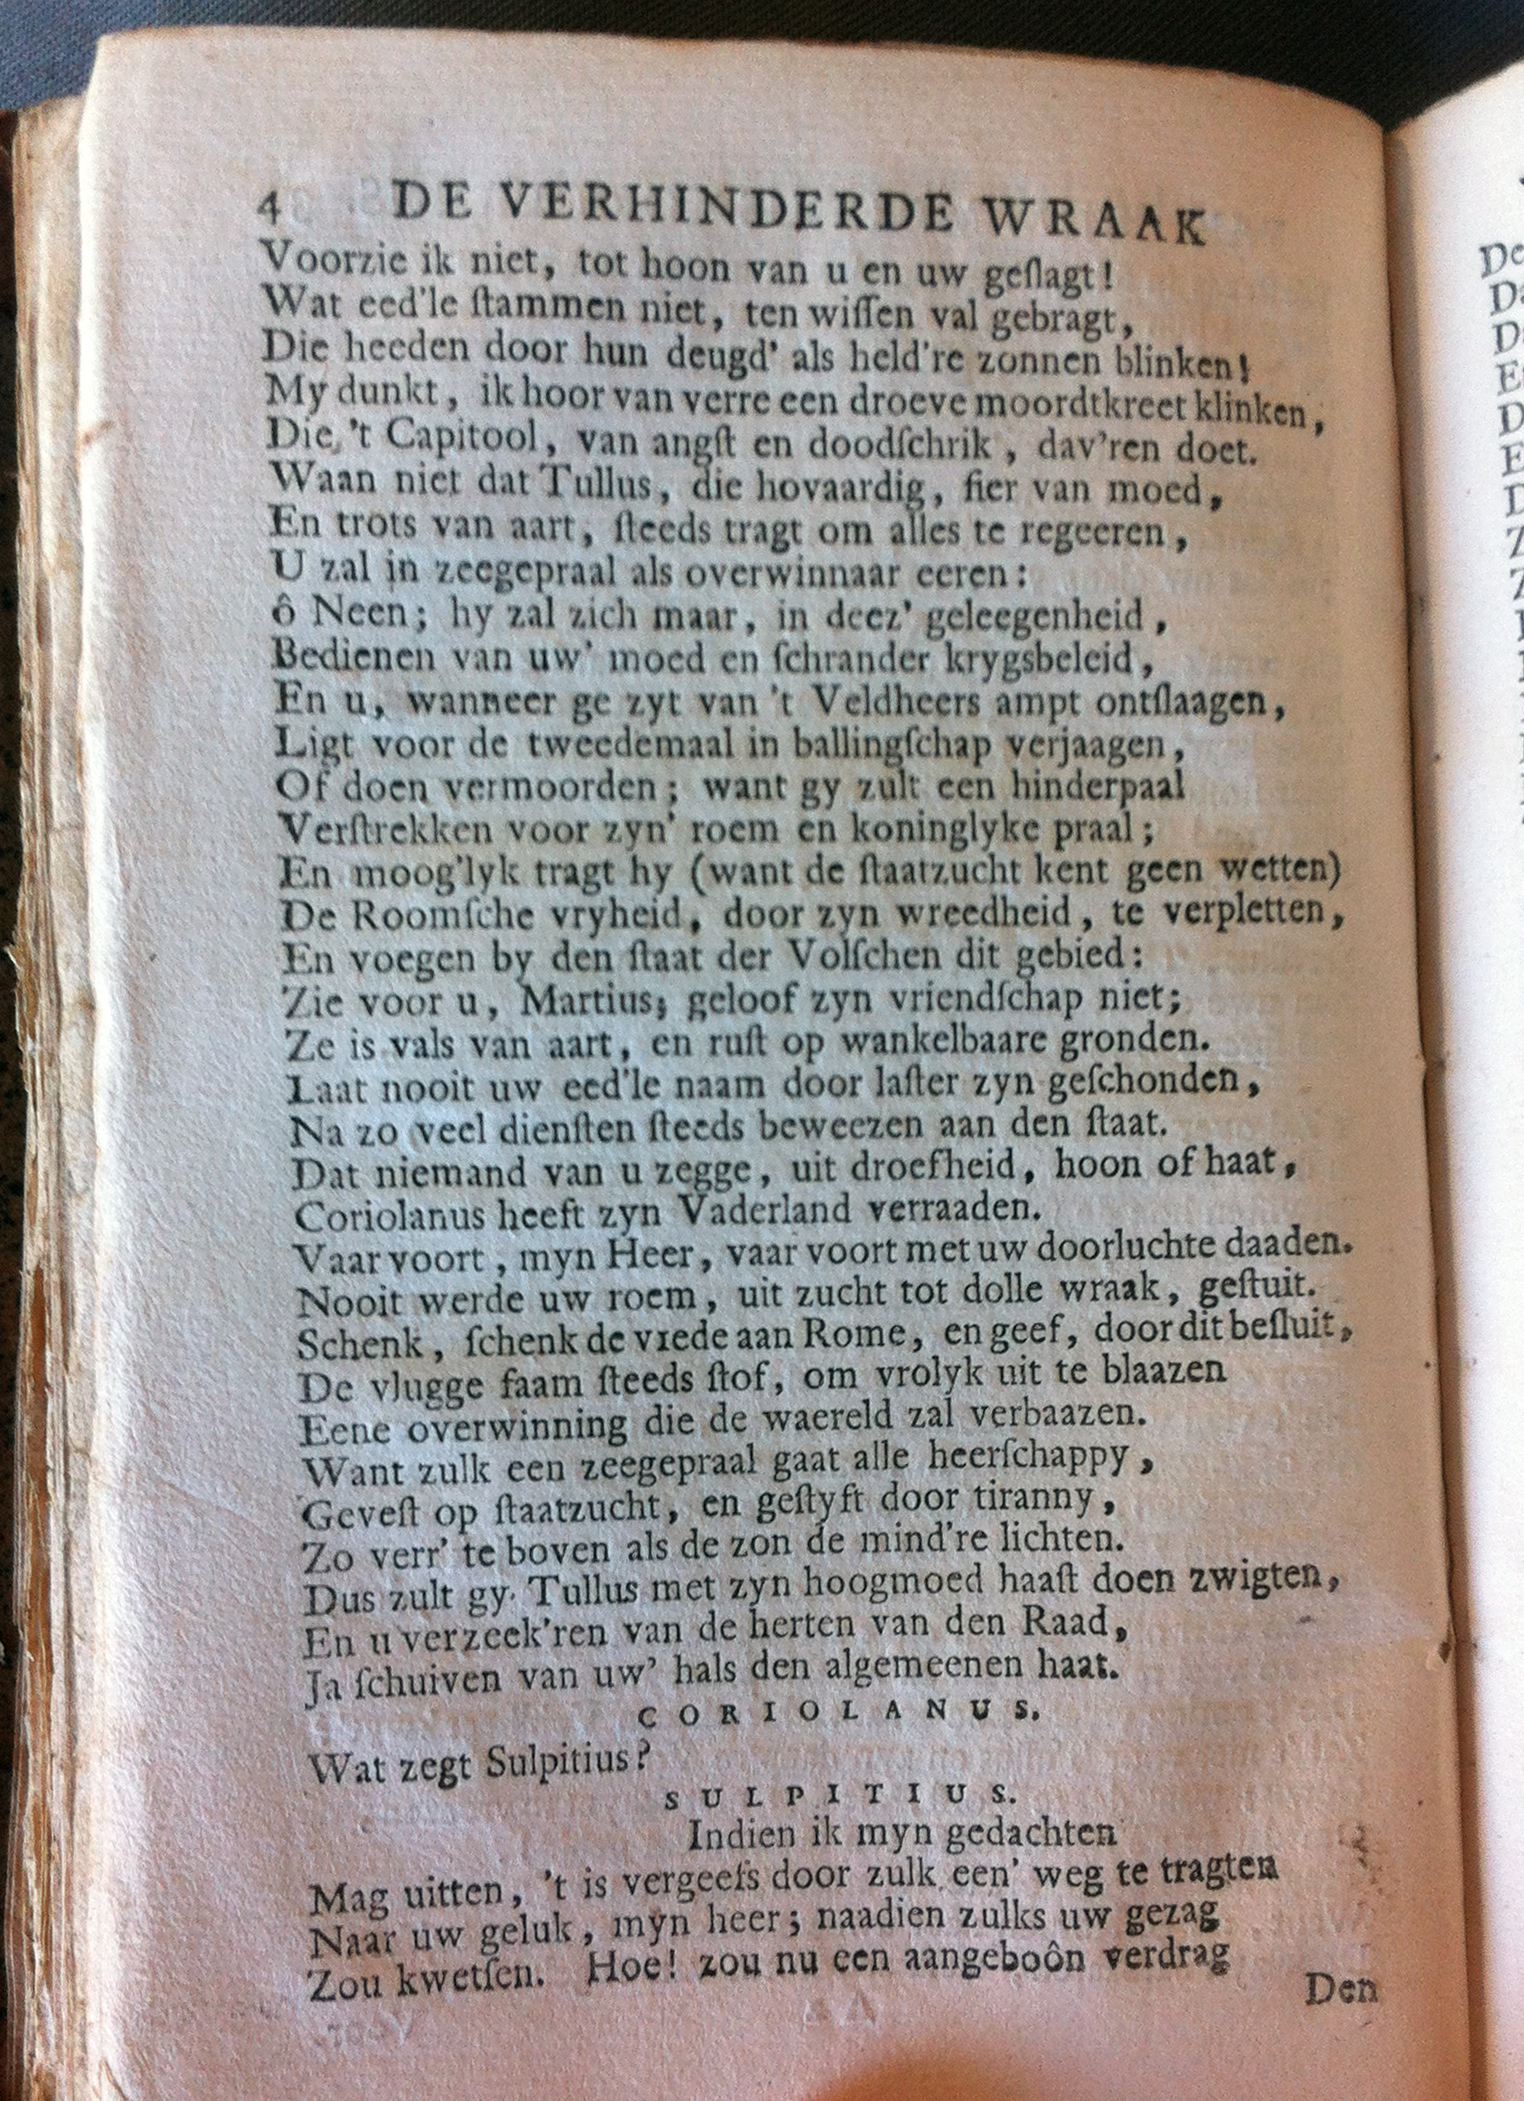 4 DE VERHINDERDE WRAAK
Voorzie ik niet, tot hoon van u en uw geſlagt!
Wat eed'le ſtammen niet, ten wiſſen val gebragt,
Die heeden door hun deugd' als held're zonnen blinken!
My dunkt, ik hoor van verre een droeve moordtkreet klinken,
Die, 't Capitool, van angſt en doodſchrik, dav'ren doet.
Waan niet dat Tullus, die hovaardig, fier van moed,
En trots van aart, ſteeds tragt om alles te regeeren,
U zal in zeegepraal als overwinnaar eeren:
ô Neen; hy zal zich maar, in deez' geleegenheid,
Bedienen van uw' moed en ſchrander krygsbeleid,
En u, wanneer ge zyt van 't Veldheers ampt ontſlaagen,
Ligt voor de tweedemaal in ballingſchap verjaagen,
Of doen vermoorden; want gy zult een hinderpaal
Verſtrekken voor zyn' roem en koninglyke praal;
En moog'lyk tragt hy (want de ſtaatzucht kent geen wetten)
De Roomſche vryheid, door zyn wreedheid, te verpletten,
En voegen by den ſtaat der Volſchen dit gebied:
Zie voor u, Martius; geloof zyn vriendſchap niet;
Ze is vals van aart, en ruſt op wankelbaare gronden.
Laat nooit uw eed'le naam door laſter zyn geſchonden,
Na zo veel dienſten ſteeds beweezen aan den ſtaat.
Dat niemand van u zegge, uit droefheid, hoon of haat,
Coriolanus heeft zyn Vaderland verraaden.
Vaar voort, myn Heer, vaar voort met uw doorluchte daaden.
Nooit werde uw roem, uit zucht tot dolle wraak, geſtuit.
Schenk, ſchenk de vrede aan Rome, en geef, door dit beſluit,
De vlugge faam ſteeds ſtof, om vrolyk uit te blaazen
Eene overwinning die de waereld zal verbaazen.
Want zulk een zeegepraal gaat alle heerſchappy,
Geveſt op ſtaatzucht, en geſtyft door tiranny,
Zo verr' te boven als de zon de mind're lichten.
Dus zult gy Tullus met zyn hoogmoed haaſt doen zwigten,
En u verzeek'ren van de herten van den Raad,
Ja ſchuiven van uw' hals den algemeenen haat.
CORIOLANUS.
Wat zegt Sulpitius?
SULPITIUS.
Indien ik myn gedachten
Mag uitten, 't is vergeefs door zulk een' weg te tragten
Naar uw geluk, myn heer; naadien zulks uw gezag
Zou kwetſen. Hoe! zou nu een aangeboôn verdrag
Den